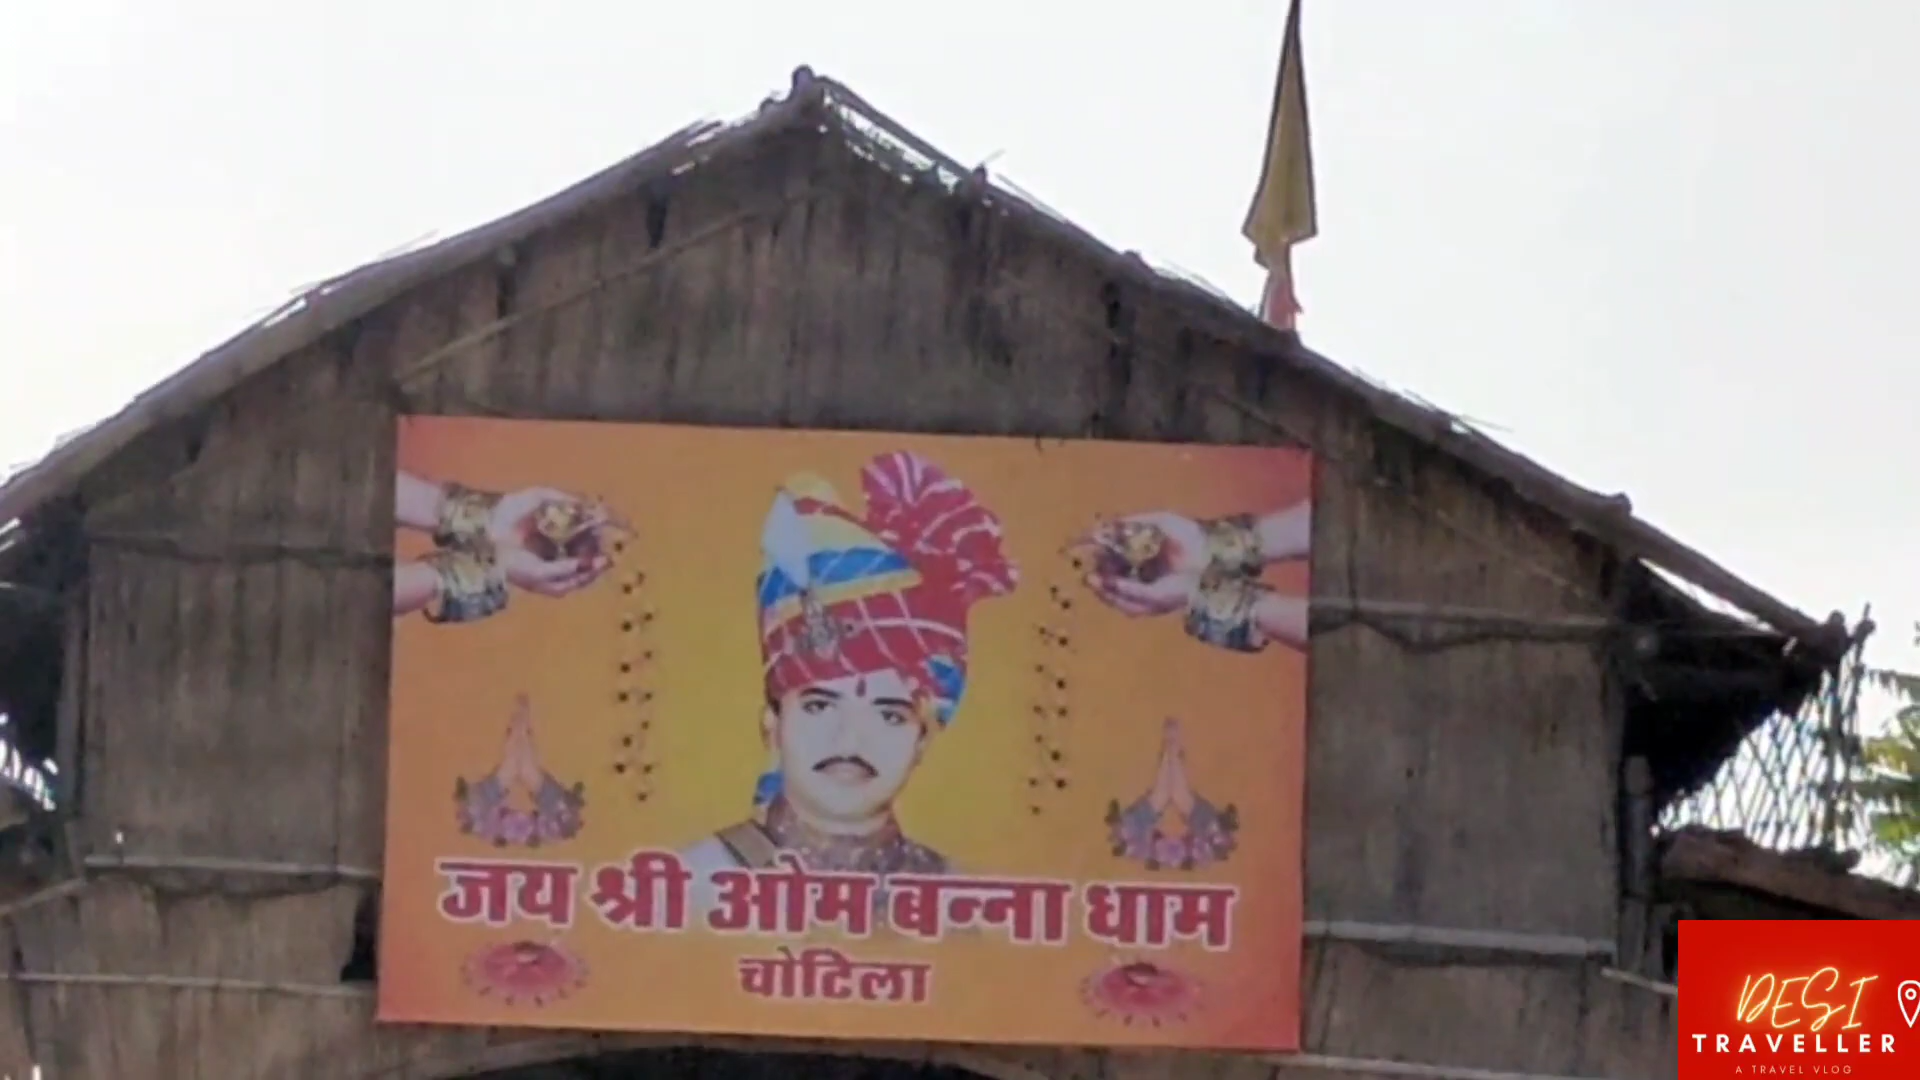 जय श्री ओम बन्ना धाम
चोटिला
DESI
TRAVELLER
A TRAVEL VLOG